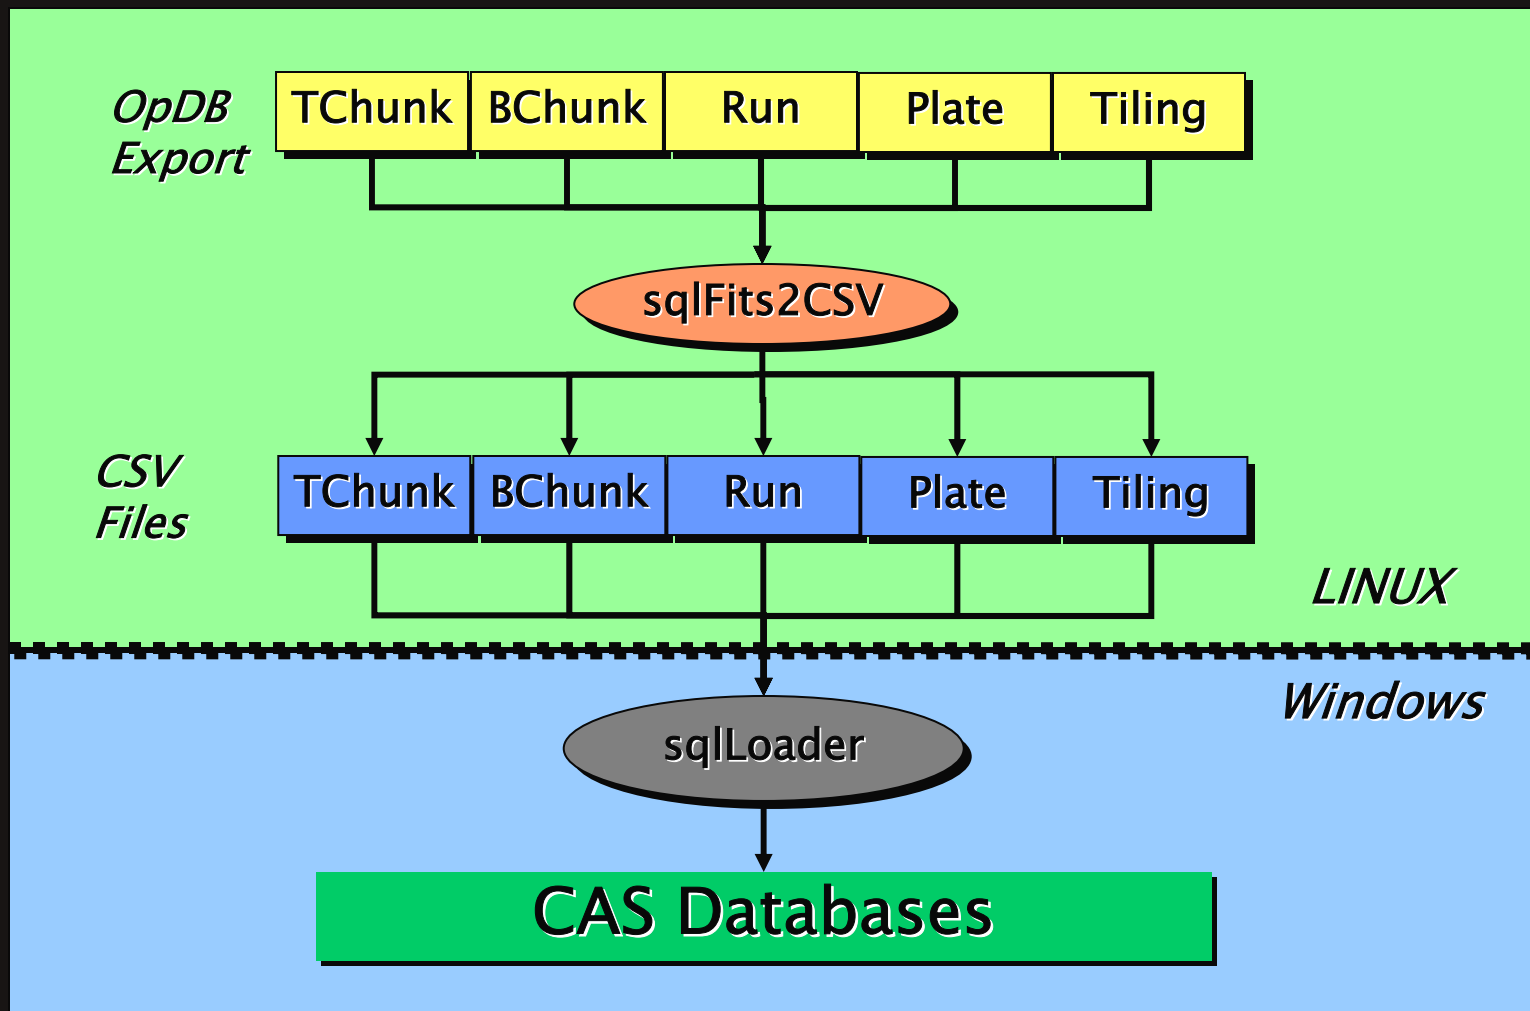 OpDB
Export
TChunk BChunk Run Plate Tiling
sqlFits2CSV
CSV
Files
TChunk BChunk Run Plate Tiling
LINUX
Windows
sqlLoader
CAS Databases